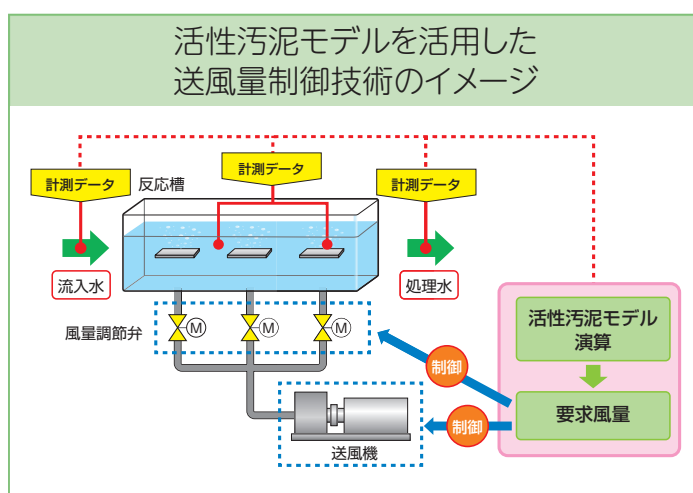 活性汚泥モデルを活用した
送風量制御技術のイメージ
計測データ
反応槽
計測データ
計測データ
流入水
処理水
風量調節弁
M
M
M
活性汚泥モデル
演算
制御
要求風量
制御
送風機